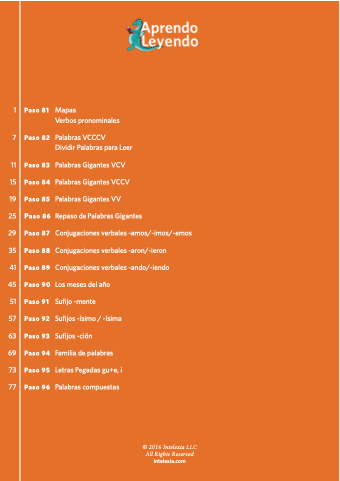 Aprendo
Leyendo
1 Paso 81 Mapas
Verbos pronominales
7 Paso 82 Palabras VCCCV
Dividir Palabras para Leer
11 Paso 83 Palabras Gigantes VCV
15 Paso 84 Palabras Gigantes VCCV
19 Paso 85 Palabras Gigantes VV
25 Paso 86 Repaso de Palabras Gigantes
29 Paso 87 Conjugaciones verbales -amos/-imos/-emos
35 Paso 88 Conjugaciones verbales -aron/-ieron
41 Paso 89 Conjugaciones verbales -ando/-iendo
45 Paso 90 Los meses del año
51 Paso 91 Sufijo -mente
57 Paso 92 Sufijos -ísimo / -ísima
63 Paso 93 Sufijos -ción
69 Paso 94 Familia de palabras
73 Paso 95 Letras Pegadas gu+e, i
77 Paso 96 Palabras compuestas
© 2016 Intelexia LLC
All Rights Reserved
intelexia.com